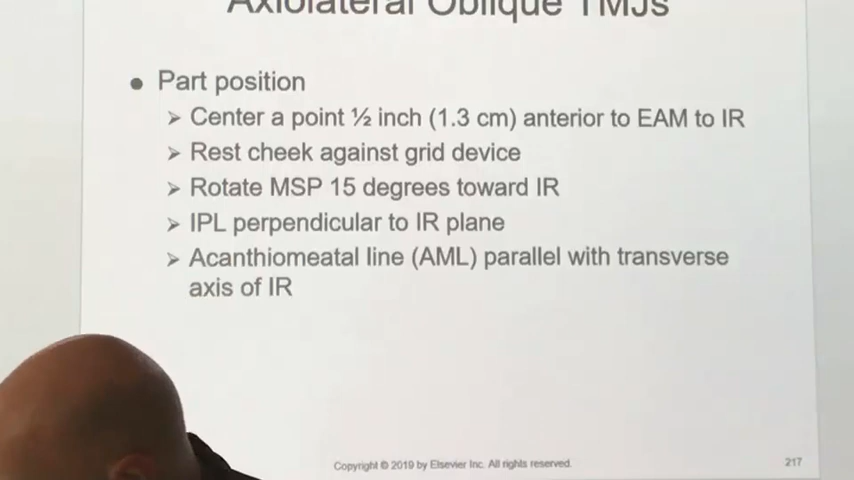 Axiolateral Oblique TMJs
● Part position
➢ Center a point ½ inch (1.3 cm) anterior to EAM to IR
➢ Rest cheek against grid device
➢ Rotate MSP 15 degrees toward IR
➢ IPL perpendicular to IR plane
➢ Acanthiomeatal line (AML) parallel with transverse
axis of IR
Copyright © 2019 by Elsevier Inc. All rights reserved.
217